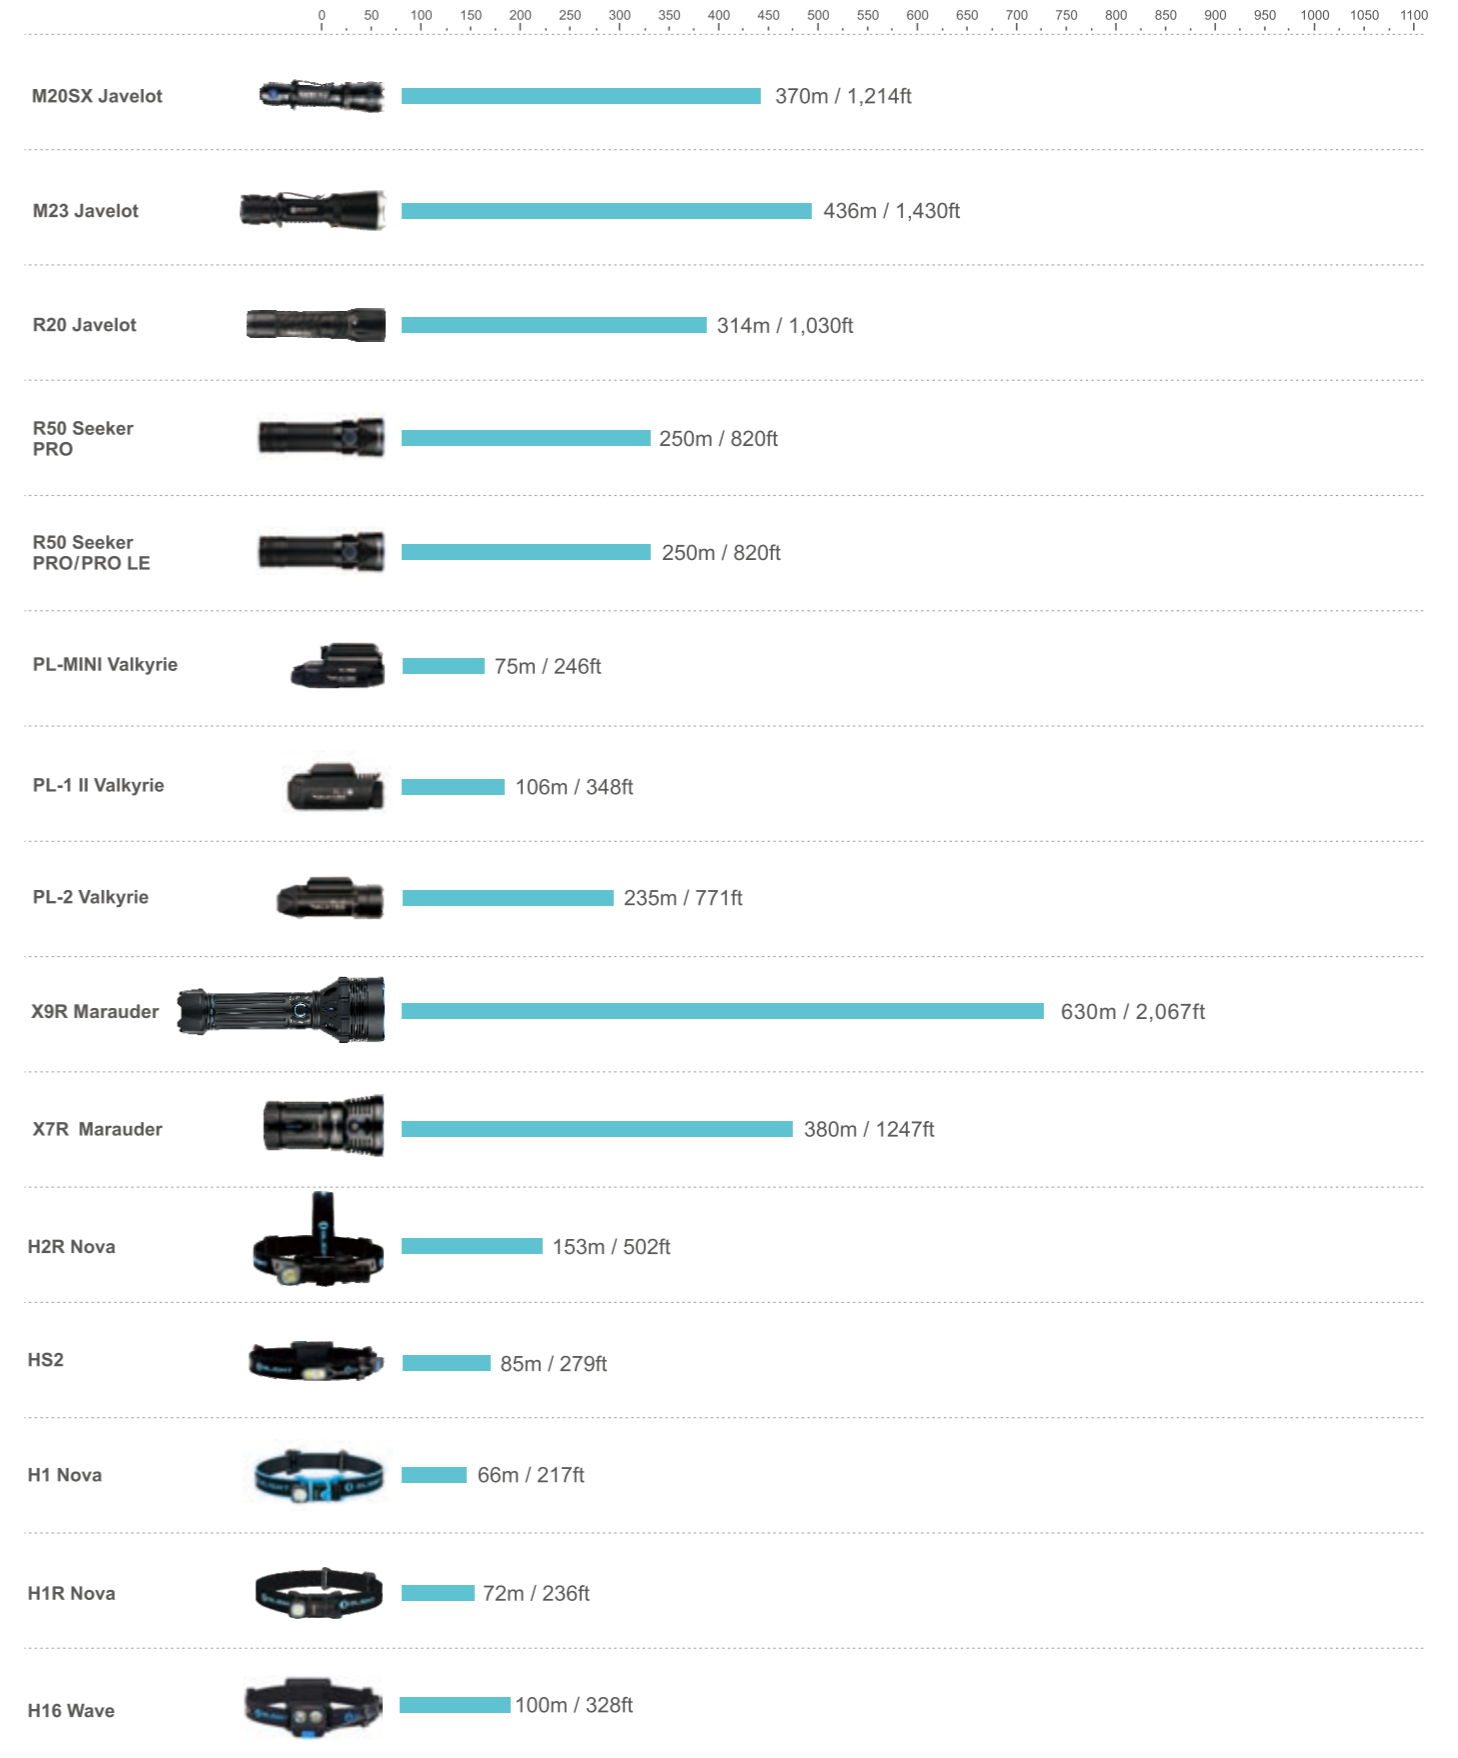 0 50 100 150 200 250 300 350 400 450 500 550 600 650 700 750 800 850 900 950 1000 1050 1100
M20SX Javelot 370m / 1,214ft
M23 Javelot 436m / 1,430ft
R20 Javelot 314m / 1,030ft
R50 Seeker
PRO
250m / 820ft
R50 Seeker
PRO/PRO LE
250m / 820ft
PL-MINI Valkyrie 75m / 246ft
PL-1 II Valkyrie 106m / 348ft
PL-2 Valkyrie 235m / 771ft
X9R Marauder 630m / 2,067ft
X7R Marauder 380m / 1247ft
H2R Nova 153m / 502ft
HS2 85m / 279ft
H1 Nova 66m / 217ft
H1R Nova 72m / 236ft
H16 Wave 100m / 328ft